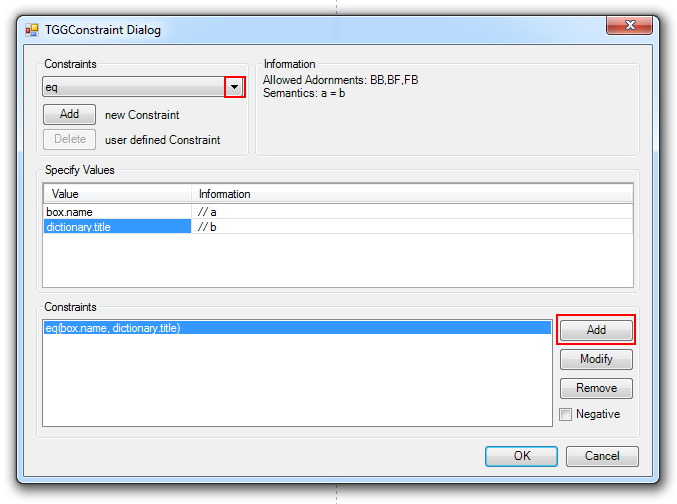 TGGConstraint Dialog
Constraints
eq
Add new Constraint
Delete user defined Constraint
Information
Allowed Adornments: BB,BF,FB
Semantics: a = b
Specify Values
Value Information
box.name // a
dictionary.title // b
Constraints
eq(box.name, dictionary.title)
Add
Modify
Remove
Negative
OK Cancel